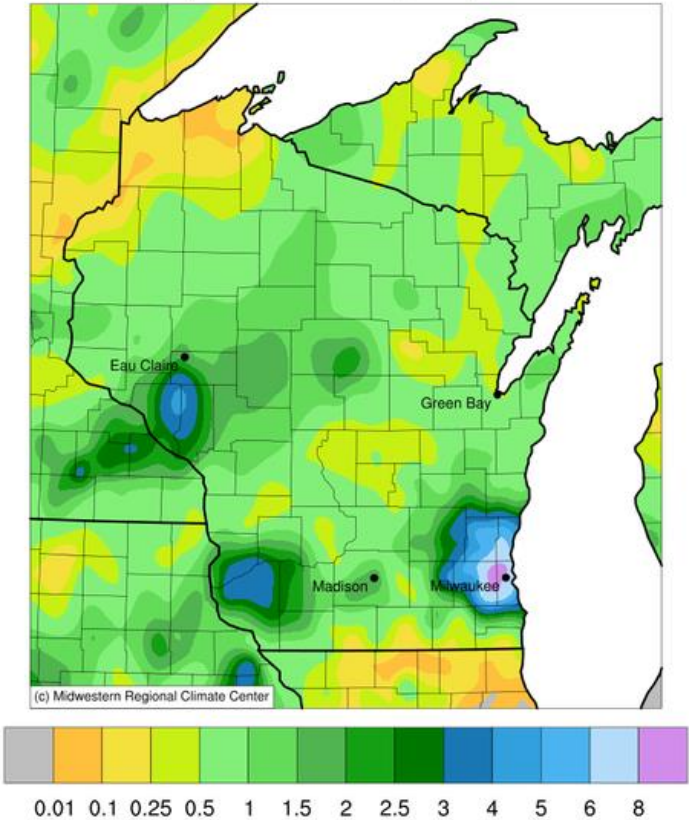 Eau Claire
Green Bay
Madison
Milwaukee
(c) Midwestern Regional Climate Center
0.01 0.1 0.25 0.5 1 1.5 2 2.5 3 4 5 6 8